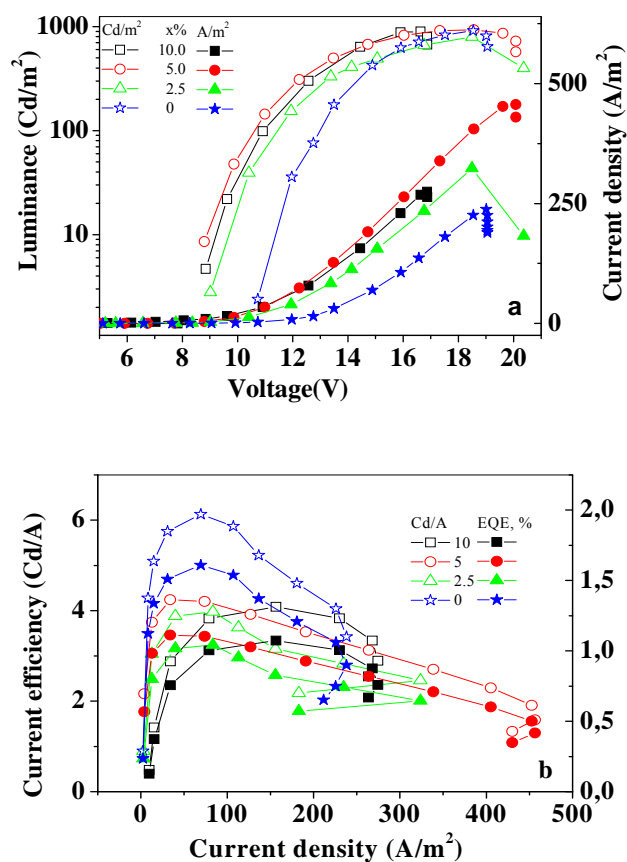 Cd/m² x% A/m²
10.0
5.0
2.5
0
1000
100
10
Luminance (Cd/m²)
500
250
0
Current density (A/m²)
6 8 10 12 14 16 18 20
Voltage(V)
a
6
4
2
0
Current efficiency (Cd/A)
Cd/A EQE, %
10
5
2.5
0
2,0
1,5
1,0
0,5
0,0
0 100 200 300 400 500
Current density (A/m²)
b